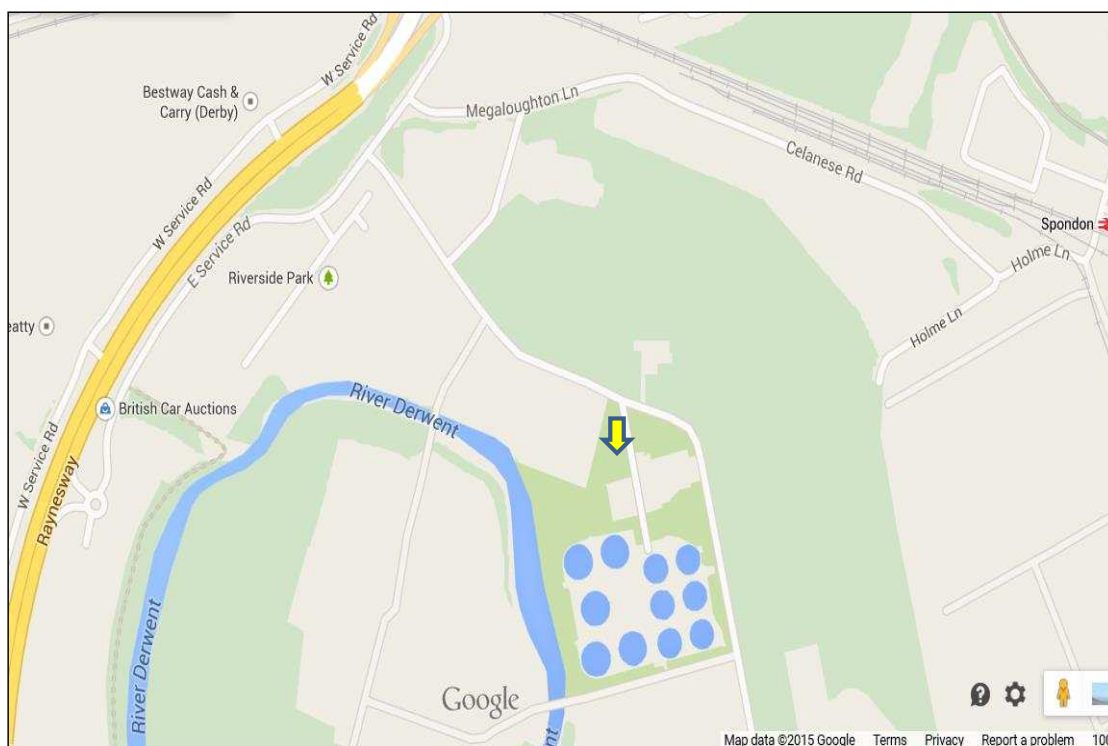 W Service Rd
Bestway Cash &
Carry (Derby)
Megaloughton Ln
Celanese Rd
W Service Rd
E Service Rd
Spondon
Holme Ln
Riverside Park
Holme Ln
eatty
River Derwent
British Car Auctions
W Service Rd
Raynesway
River Derwent
Google
nt
Map data ©2015 Google Terms Privacy Report a problem 100